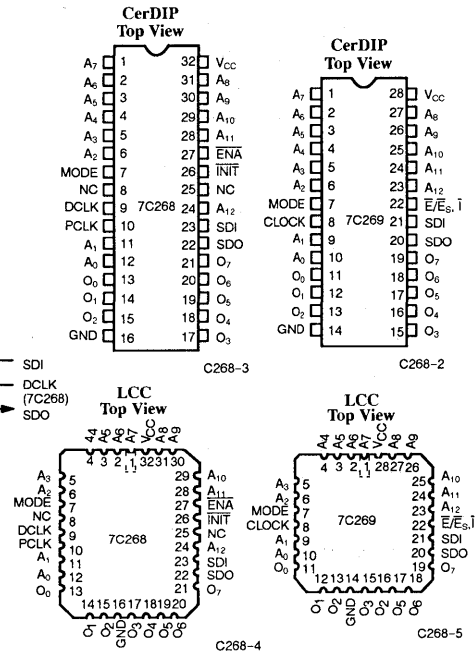 CerDIP
Top View
A7 1 32 VCC
A6 2 31 A8
A5 3 30 A9
A4 4 29 A10
A3 5 28 A11
A2 6 27 ENA
MODE 7 26 INIT
NC 8 7C268 25 NC
DCLK 9 24 A12
PCLK 10 23 SDI
A1 11 22 SDO
A0 12 21 O7
O0 13 20 O6
O1 14 19 O5
O2 15 18 O4
GND 16 17 O3
C268-3
CerDIP
Top View
A7 1 28 VCC
A6 2 27 A8
A5 3 26 A9
A4 4 25 A10
A3 5 24 A11
A2 6 23 A12
MODE 7 22 E/ES, I
CLOCK 8 7C269 21 SDI
A1 9 20 SDO
A0 10 19 O7
O0 11 18 O6
O1 12 17 O5
O2 13 16 O4
GND 14 15 O3
C268-2
SDI
DCLK
(7C268)
SDO
LCC
Top View
A4 A5 A6 A7 VCC A8 A9
4 3 2 1 32 31 30
A3 5 29 A10
A2 6 28 A11
MODE 7 27 ENA
NC 8 26 INIT
DCLK 9 7C268 25 NC
PCLK 10 24 A12
A1 11 23 SDI
A0 12 22 SDO
O0 13 21 O7
14 15 16 17 18 19 20
O1 O2 GND O3 O4 O5 O6
C268-4
LCC
Top View
A4 A5 A6 A7 VCC A8 A9
4 3 2 1 28 27 26
A3 5 25 A10
A2 6 24 A11
MODE 7 23 A12
CLOCK 8 7C269 22 E/ES, I
A1 9 21 SDI
A0 10 20 SDO
O0 11 19 O7
12 13 14 15 16 17 18
O1 O2 GND O3 O4 O5 O6
C268-5